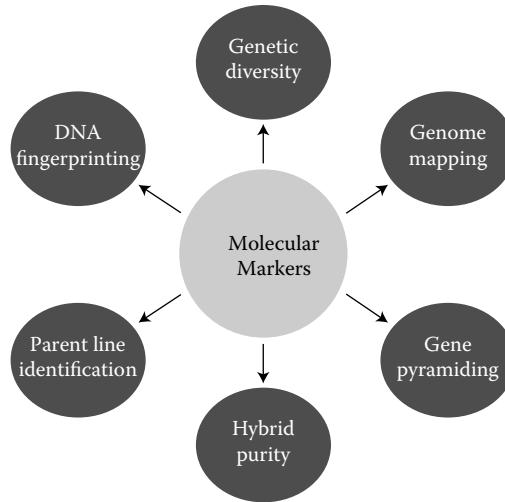 Genetic
diversity
DNA
fingerprinting
Genome
mapping
Molecular
Markers
Parent line
identification
Gene
pyramiding
Hybrid
purity